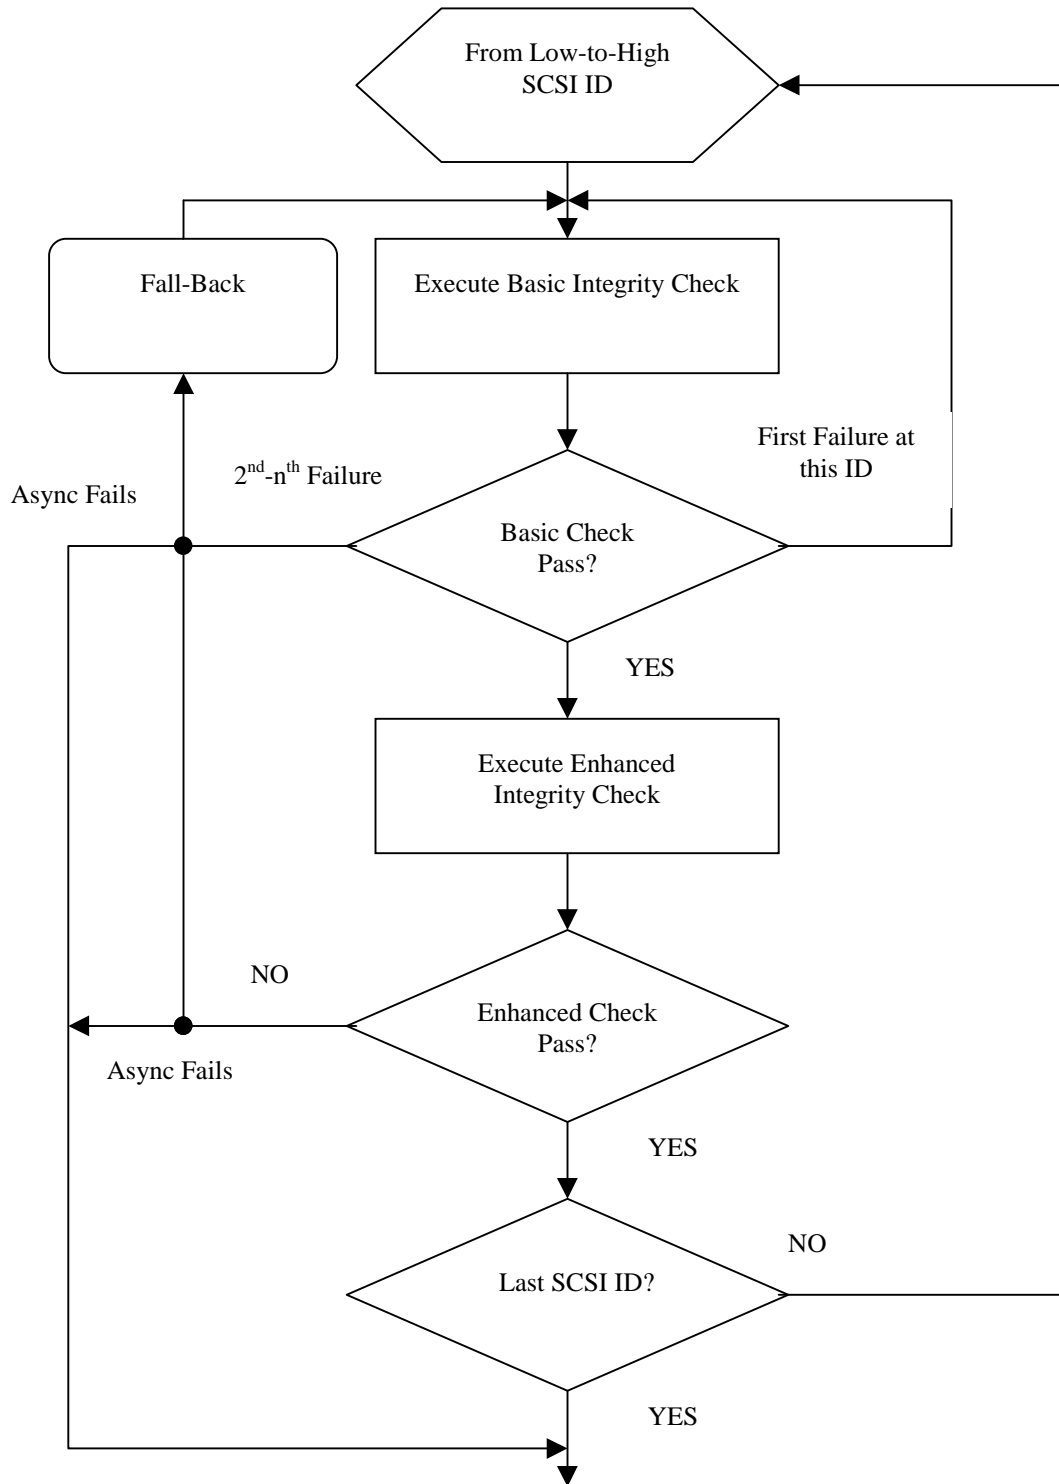 From Low-to-High
SCSI ID
Fall-Back
Execute Basic Integrity Check
First Failure at
this ID
2nd-nth Failure
Async Fails
Basic Check
Pass?
YES
Execute Enhanced
Integrity Check
NO
Enhanced Check
Pass?
Async Fails
YES
NO
Last SCSI ID?
YES